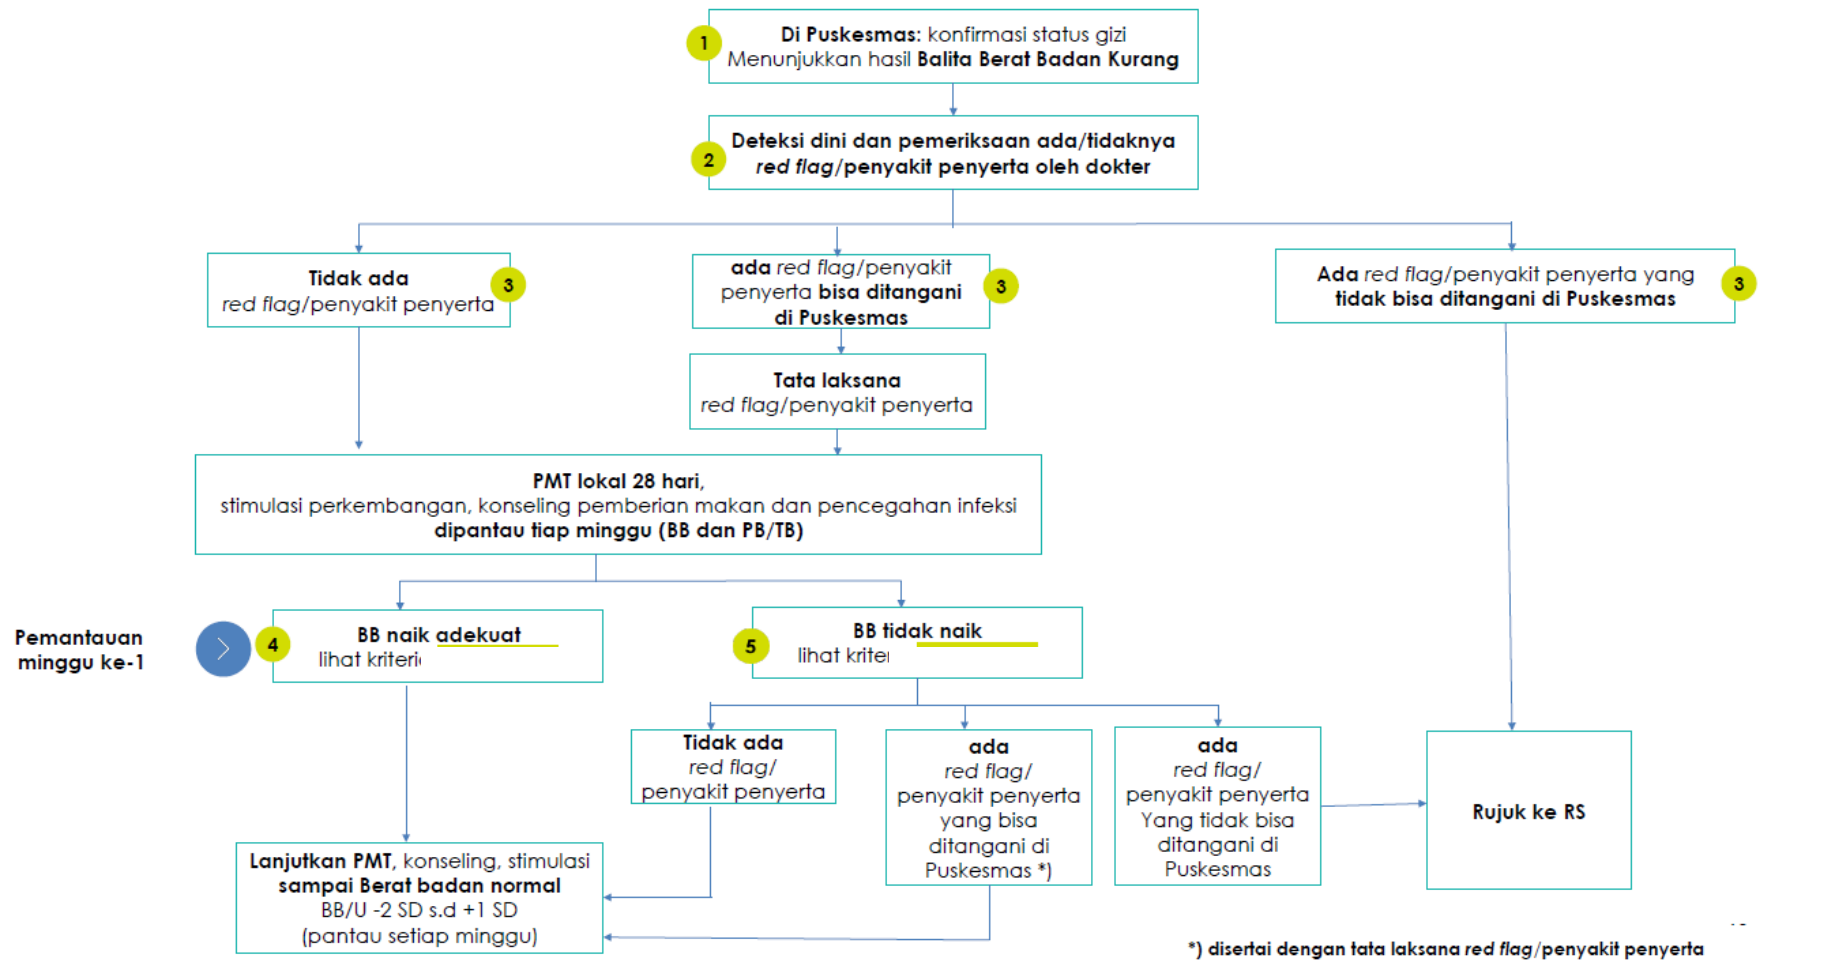 1
Di Puskesmas: konfirmasi status gizi
Menunjukkan hasil Balita Berat Badan Kurang
2
Deteksi dini dan pemeriksaan ada/tidaknya
red flag/penyakit penyerta oleh dokter
Tidak ada
red flag/penyakit penyerta
3
ada red flag/penyakit
penyerta bisa ditangani
di Puskesmas
3
Ada red flag/penyakit penyerta yang
tidak bisa ditangani di Puskesmas
3
Tata laksana
red flag/penyakit penyerta
PMT lokal 28 hari,
stimulasi perkembangan, konseling pemberian makan dan pencegahan infeksi
dipantau tiap minggu (BB dan PB/TB)
Pemantauan
minggu ke-1
4
BB naik adekuat
lihat
5
BB tidak naik
lihat
Tidak ada
red flag/
penyakit penyerta
ada
red flag/
penyakit penyerta
yang bisa
ditangani di
Puskesmas *)
ada
red flag/
penyakit penyerta
Yang tidak bisa
ditangani di
Puskesmas
Rujuk ke RS
Lanjutkan PMT, konseling, stimulasi
sampai Berat badan normal
BB/U -2 SD s.d +1 SD
(pantau setiap minggu)
*) disertai dengan tata laksana red flag/penyakit penyerta